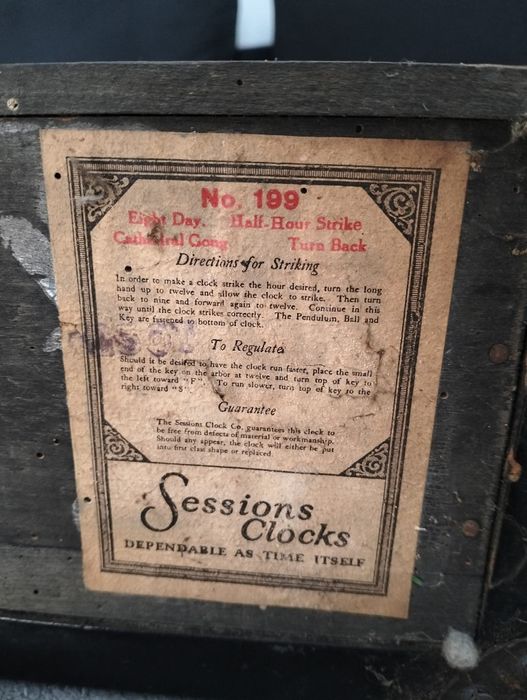 No. 199
Eight Day. Half-Hour Strike
Cathedral Gong Turn Back
Directions for Striking
In order to make a clock strike the hour desired, turn the long
hand up to twelve and allow the clock to strike. Then turn
back to nine and forward again to twelve. Continue in this
way until the clock strikes correctly. The Pendulum, Ball and
Key are fastened to bottom of clock.
To Regulate
Should it be desired to have the clock run faster, place the small
end of the key on the arbor at twelve and turn top of key to
the left toward "F". To run slower, turn top of key to the
right toward "S".
Guarantee
The Sessions Clock Co. guarantees this clock to
be free from defects of material or workmanship.
Should any appear, the clock will either be put
into first class shape or replaced.
Sessions
Clocks
DEPENDABLE AS TIME ITSELF